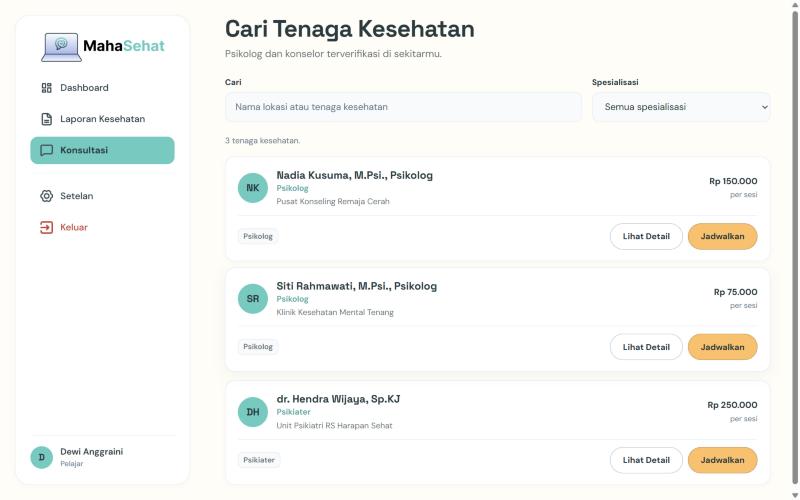 MahaSehat
Dashboard
Laporan Kesehatan
Konsultasi
Setelan
Keluar
D
Dewi Anggraini
Pelajar
Cari Tenaga Kesehatan
Psikolog dan konselor terverifikasi di sekitarmu.
Cari
Spesialisasi
Nama lokasi atau tenaga kesehatan
Semua spesialisasi
3 tenaga kesehatan.
NK
Nadia Kusuma, M.Psi., Psikolog
Psikolog
Pusat Konseling Remaja Cerah
Rp 150.000
per sesi
Psikolog
Lihat Detail
Jadwalkan
SR
Siti Rahmawati, M.Psi., Psikolog
Psikolog
Klinik Kesehatan Mental Tenang
Rp 75.000
per sesi
Psikolog
Lihat Detail
Jadwalkan
DH
dr. Hendra Wijaya, Sp.KJ
Psikiater
Unit Psikiatri RS Harapan Sehat
Rp 250.000
per sesi
Psikiater
Lihat Detail
Jadwalkan